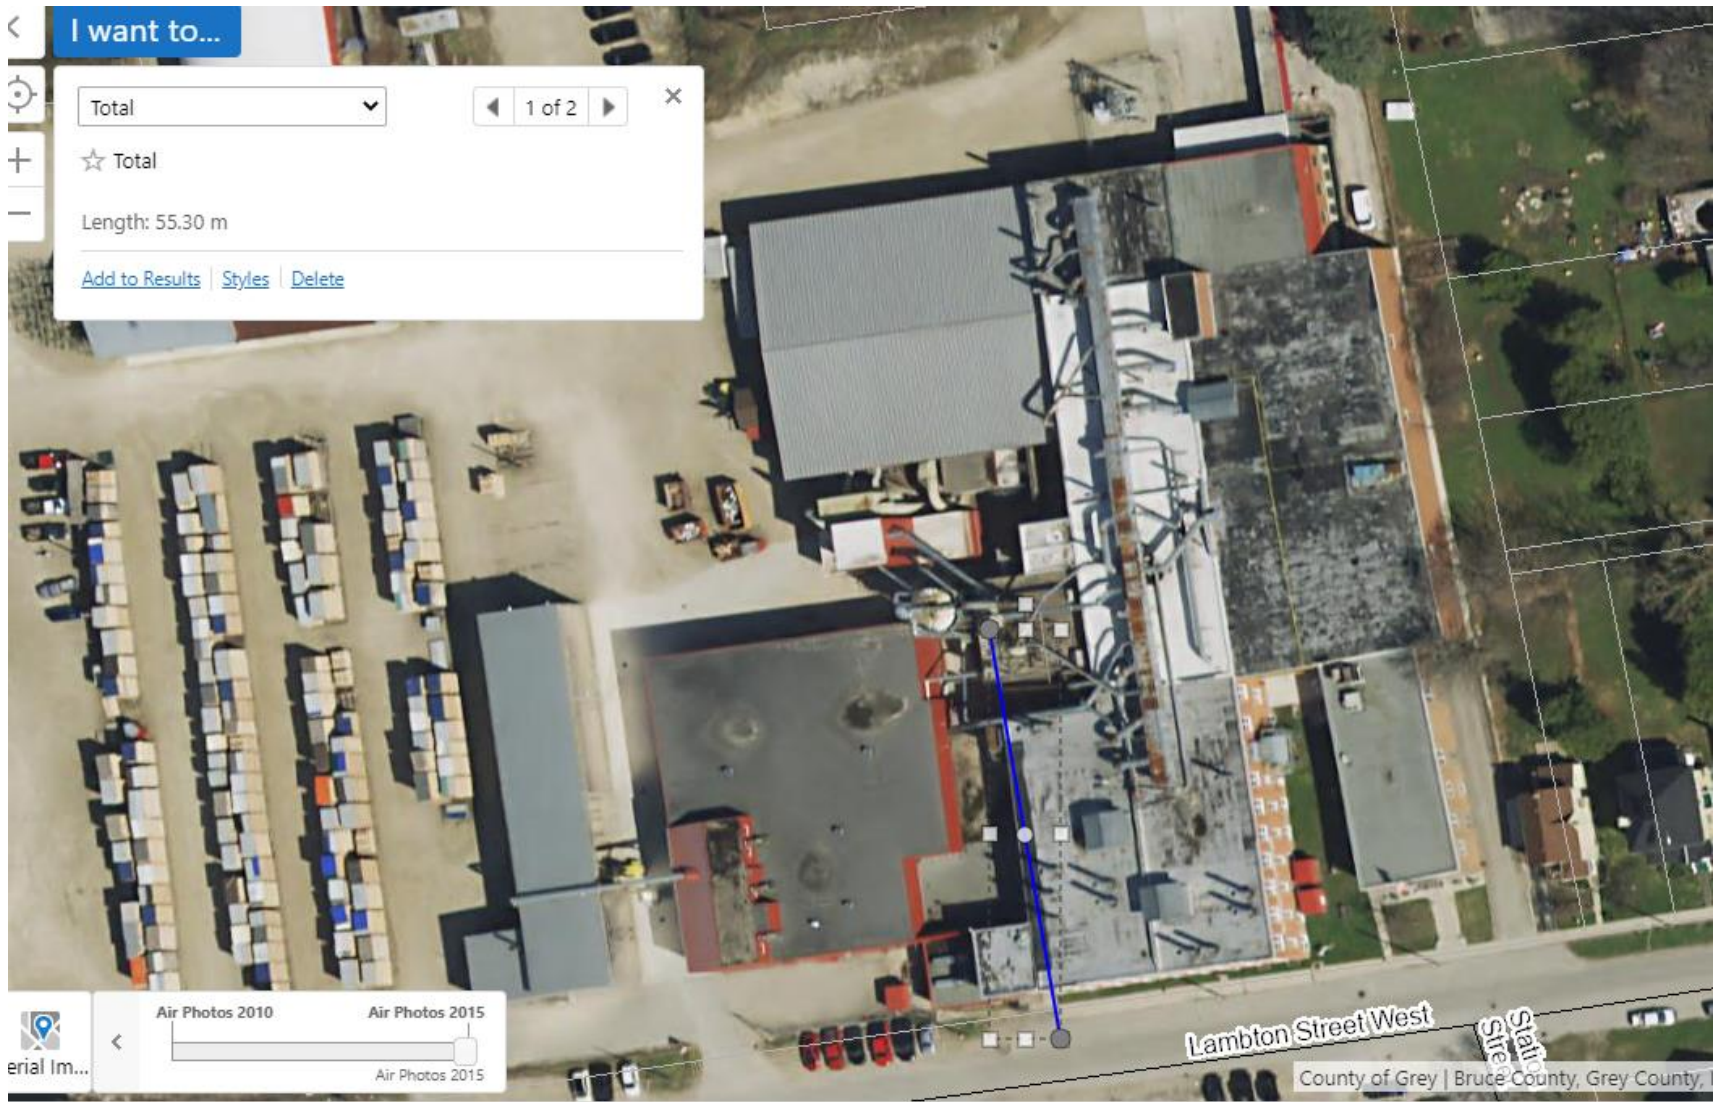 I want to...
Total
1 of 2
Total
Length: 55.30 m
Add to Results
Styles
Delete
Air Photos 2010
Air Photos 2015
Air Photos 2015
erial Im...
Lambton Street West
Street
County of Grey | Bruce County, Grey County,